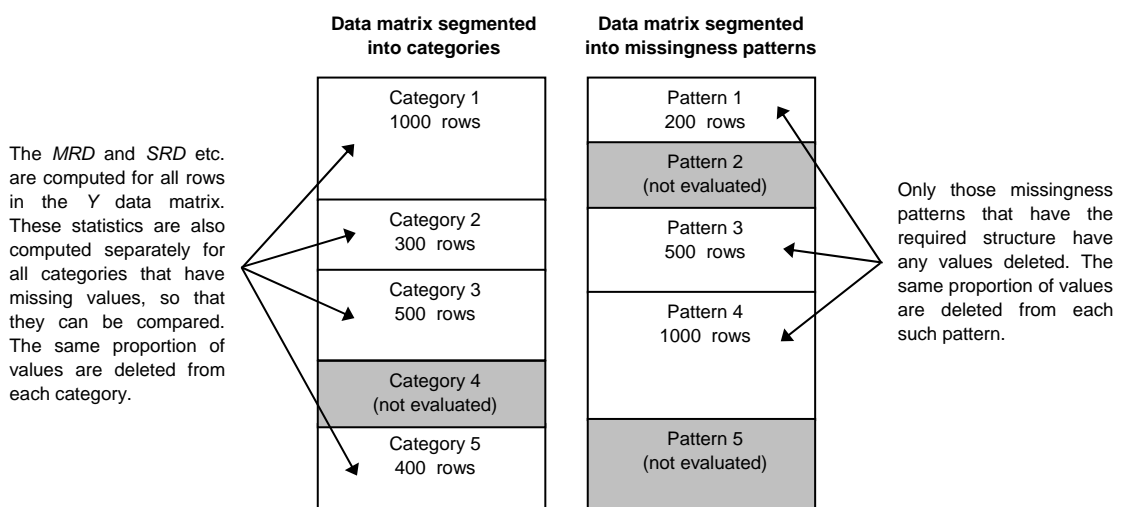 Data matrix segmented
into categories
Data matrix segmented
into missingness patterns
The MRD and SRD etc.
are computed for all rows
in the Y data matrix.
These statistics are also
computed separately for
all categories that have
missing values, so that
they can be compared.
The same proportion of
values are deleted from
each category.
Category 1
1000 rows
Category 2
300 rows
Category 3
500 rows
Category 4
(not evaluated)
Category 5
400 rows
Pattern 1
200 rows
Pattern 2
(not evaluated)
Pattern 3
500 rows
Pattern 4
1000 rows
Pattern 5
(not evaluated)
Only those missingness
patterns that have the
required structure have
any values deleted. The
same proportion of values
are deleted from each
such pattern.